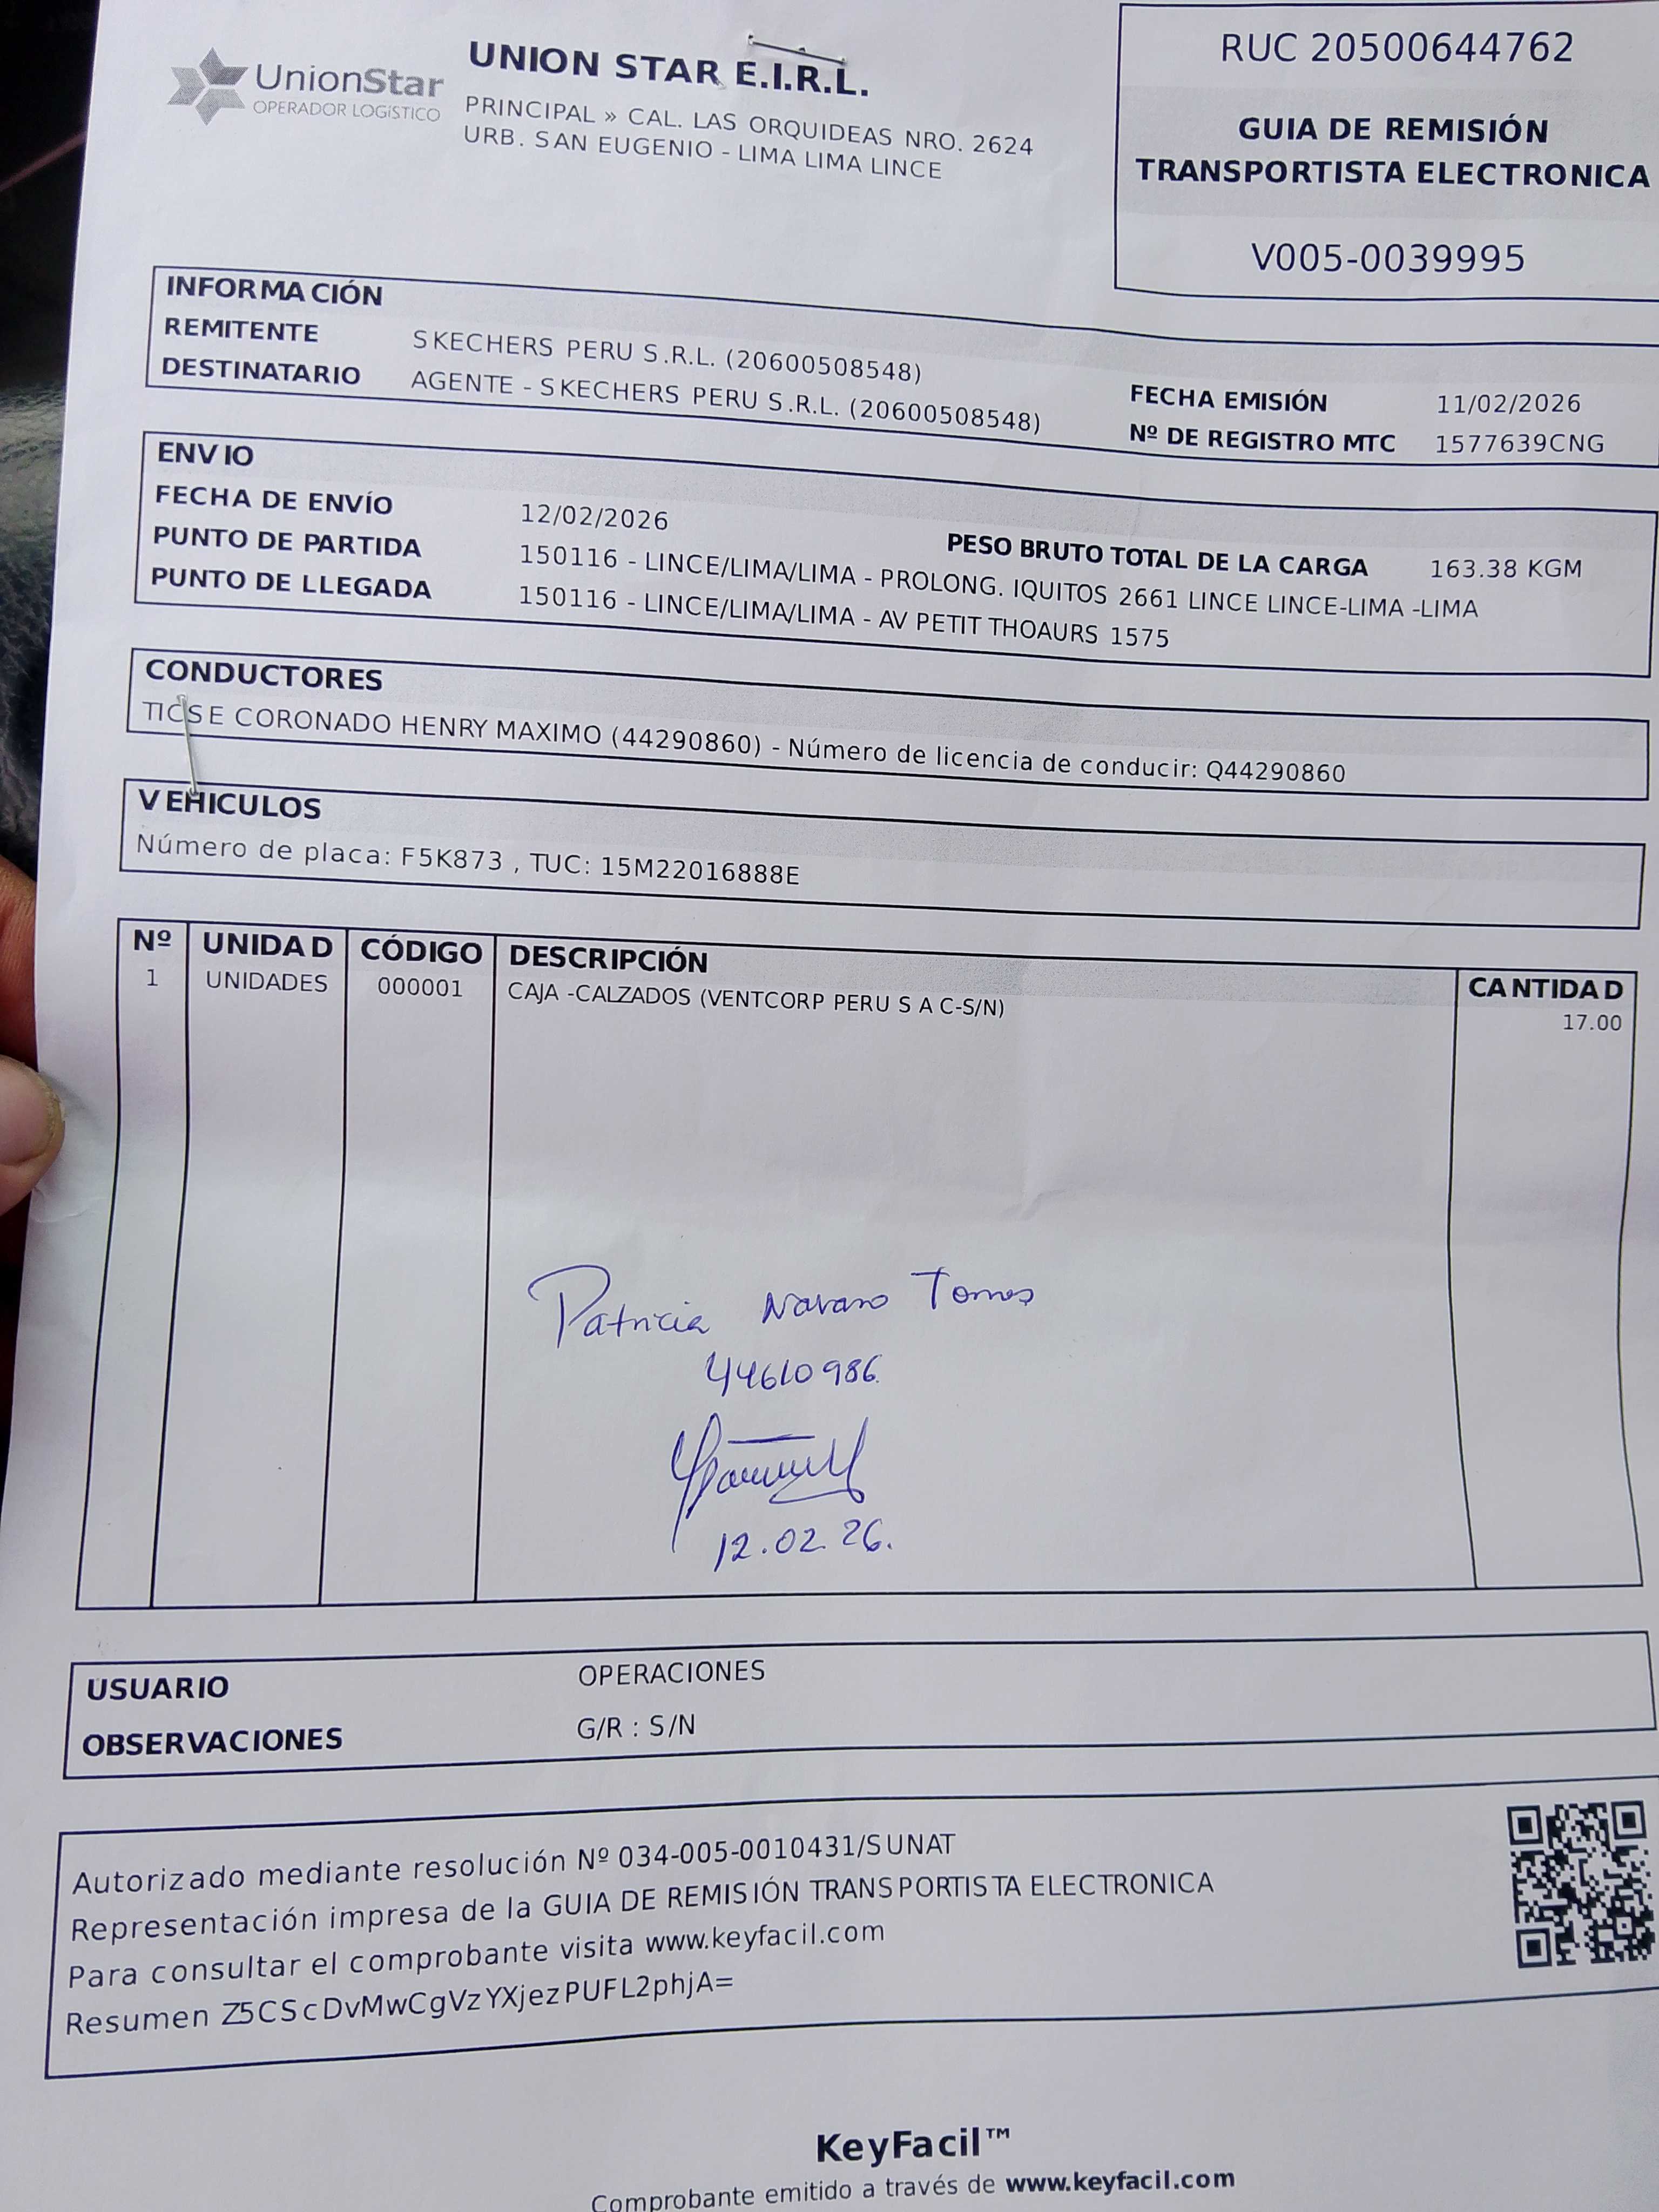 UnionStar
OPERADOR LOGÍSTICO
UNION STAR E.I.R.L.
PRINCIPAL » CAL. LAS ORQUIDEAS NRO. 2624
URB. SAN EUGENIO - LIMA LIMA LINCE
RUC 20500644762
GUIA DE REMISIÓN
TRANSPORTISTA ELECTRONICA
V005-0039995
INFORMACIÓN
REMITENTE SKECHERS PERU S.R.L. (20600508548)
DESTINATARIO AGENTE - SKECHERS PERU S.R.L. (20600508548)
FECHA EMISIÓN 11/02/2026
Nº DE REGISTRO MTC 1577639CNG
ENVIO
FECHA DE ENVÍO 12/02/2026
PESO BRUTO TOTAL DE LA CARGA 163.38 KGM
PUNTO DE PARTIDA 150116 - LINCE/LIMA/LIMA - PROLONG. IQUITOS 2661 LINCE LINCE-LIMA -LIMA
PUNTO DE LLEGADA 150116 - LINCE/LIMA/LIMA - AV PETIT THOAURS 1575
CONDUCTORES
TICSE CORONADO HENRY MAXIMO (44290860) - Número de licencia de conducir: Q44290860
VEHICULOS
Número de placa: F5K873 , TUC: 15M22016888E
Nº UNIDAD CÓDIGO DESCRIPCIÓN CANTIDAD
1 UNIDADES 000001 CAJA -CALZADOS (VENTCORP PERU S A C-S/N) 17.00
Patricia Navarro Torres
44610986.
12.02.26.
USUARIO OPERACIONES
OBSERVACIONES G/R : S/N
Autorizado mediante resolución Nº 034-005-0010431/SUNAT
Representación impresa de la GUIA DE REMISIÓN TRANSPORTISTA ELECTRONICA
Para consultar el comprobante visita www.keyfacil.com
Resumen Z5CScDvMwCgVzYXjezPUFL2phjA=
KeyFacil™
Comprobante emitido a través de www.keyfacil.com